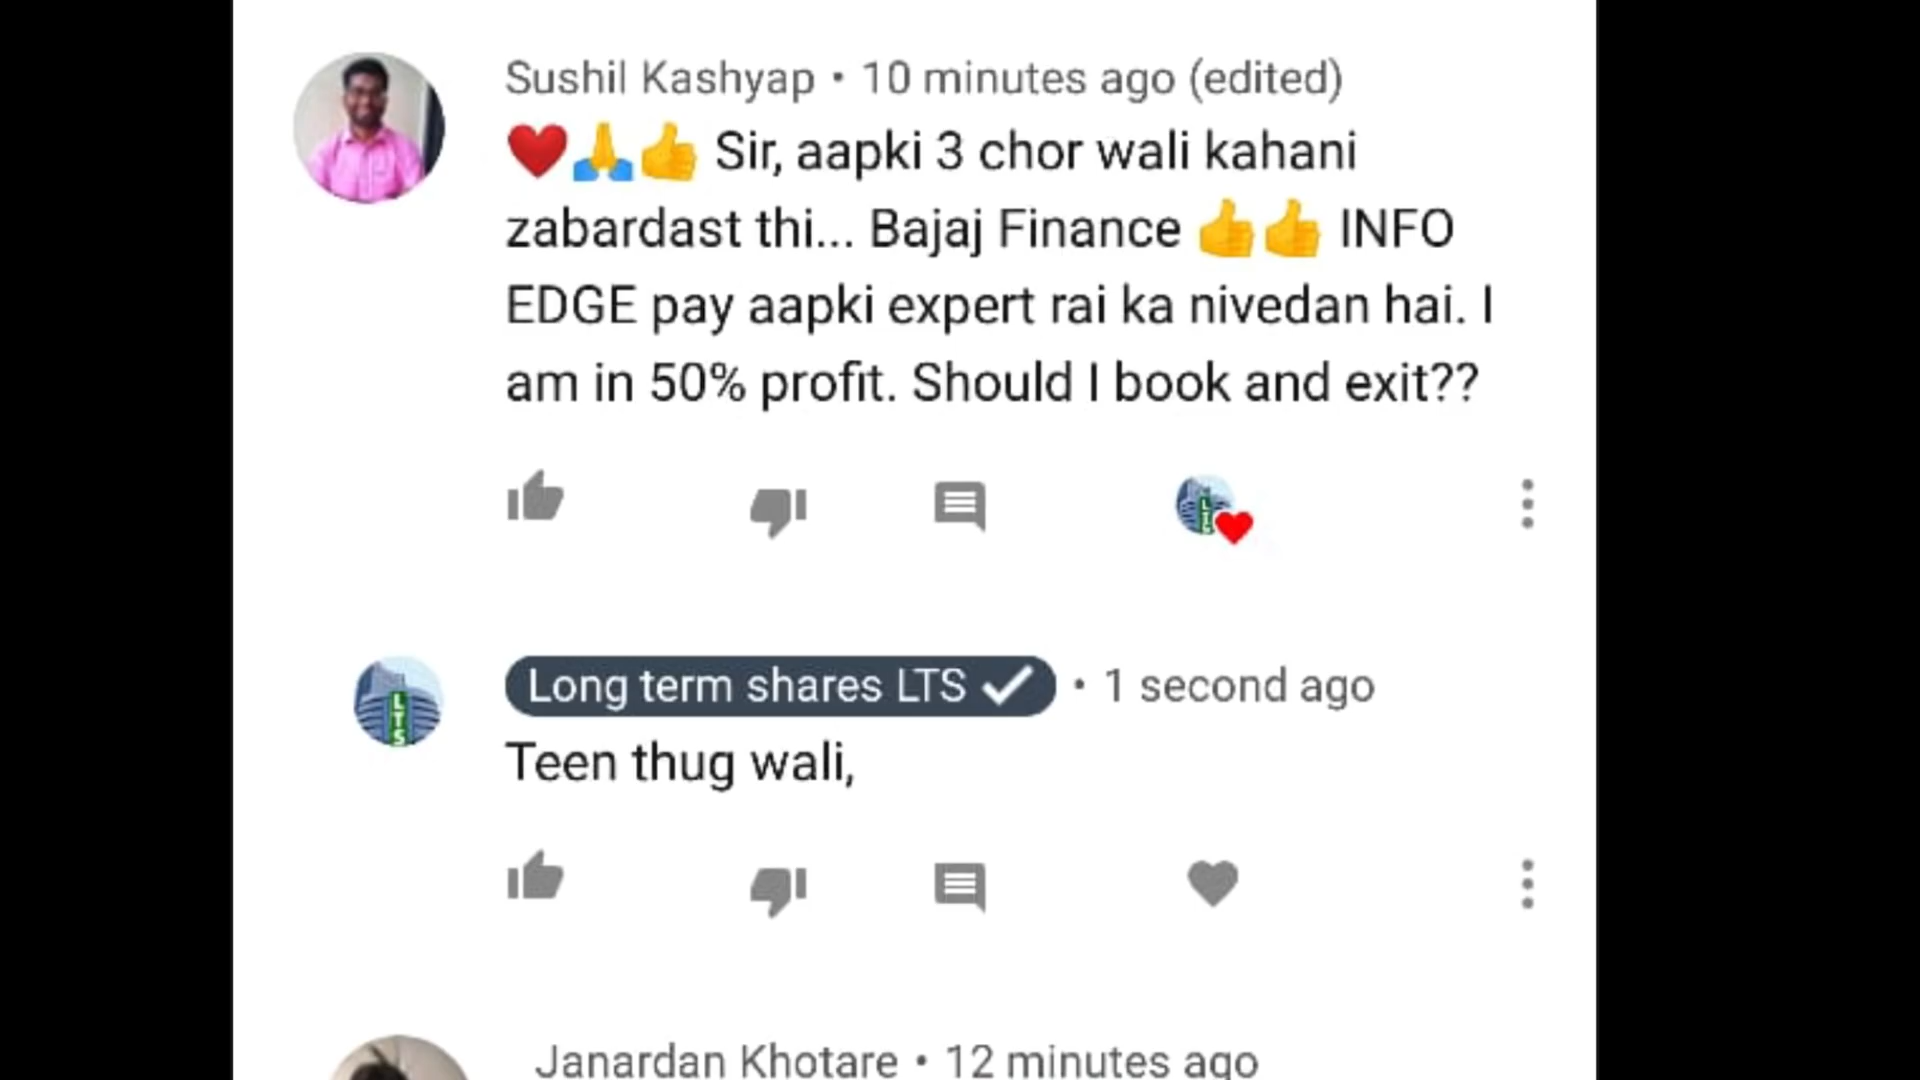 Sushil Kashyap • 10 minutes ago (edited)
❤️🙏👍 Sir, aapki 3 chor wali kahani
zabardast thi... Bajaj Finance 👍👍 INFO
EDGE pay aapki expert rai ka nivedan hai. I
am in 50% profit. Should I book and exit??
LTS
Long term shares LTS ✓ • 1 second ago
LTS
Teen thug wali,
Janardan Khotare • 12 minutes ago